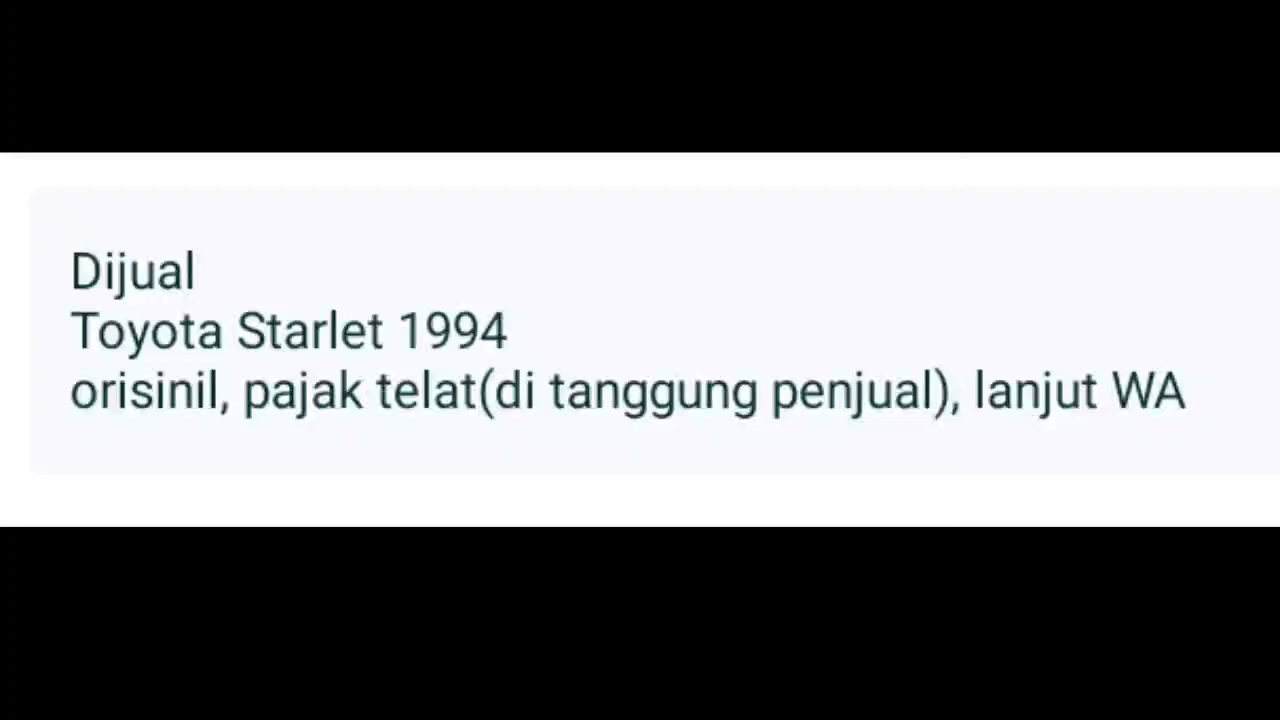 Dijual
Toyota Starlet 1994
orisinil, pajak telat(di tanggung penjual), lanjut WA